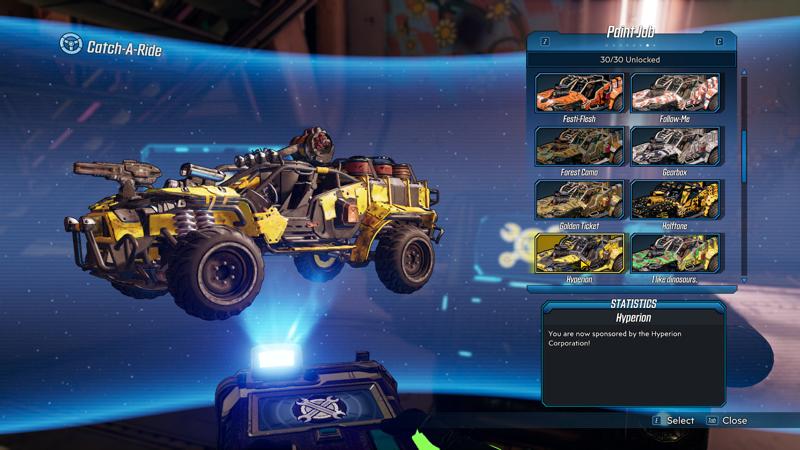 Catch-A-Ride
Paint Job
Z
C
30/30 Unlocked
Festi-Flesh
Follow-Me
Forest Camo
Gearbox
Golden Ticket
Halftone
Hyperion
I like dinosaurs.
STATISTICS
Hyperion
You are now sponsored by the Hyperion
Corporation!
E Select
Tab Close